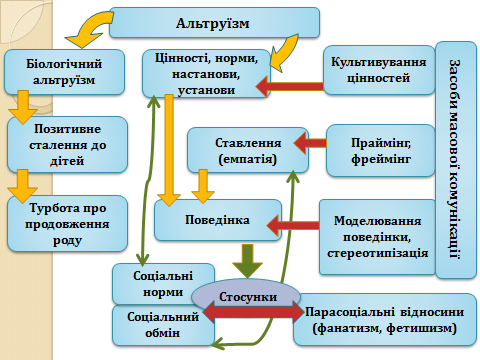 Альтруїзм
Біологічний
альтруїзм
Цінності, норми,
настанови,
установи
Культивування
цінностей
Засоби масової комунікації
Позитивне
сталення до
дітей
Ставлення
(емпатія)
Праймінг,
фреймінг
Турбота про
продовження
роду
Поведінка
Моделювання
поведінки,
стереотипізація
Соціальні
норми
Стосунки
Соціальний
обмін
Парасоціальні відносини
(фанатизм, фетишизм)